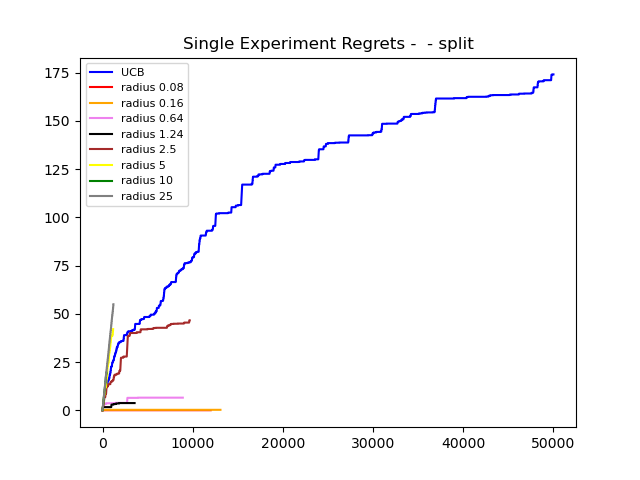 Single Experiment Regrets -  - split
UCB
radius 0.08
radius 0.16
radius 0.64
radius 1.24
radius 2.5
radius 5
radius 10
radius 25
175
150
125
100
75
50
25
0
0
10000
20000
30000
40000
50000